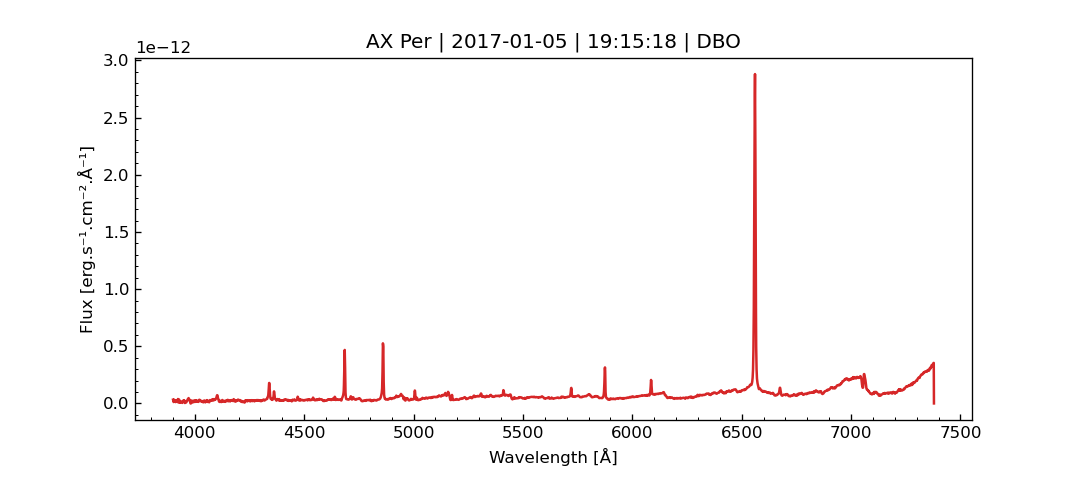 AX Per | 2017-01-05 | 19:15:18 | DBO
1e−12
3.0
2.5
2.0
1.5
1.0
0.5
0.0
Flux [erg.s⁻¹.cm⁻².Å⁻¹]
4000 4500 5000 5500 6000 6500 7000 7500
Wavelength [Å]